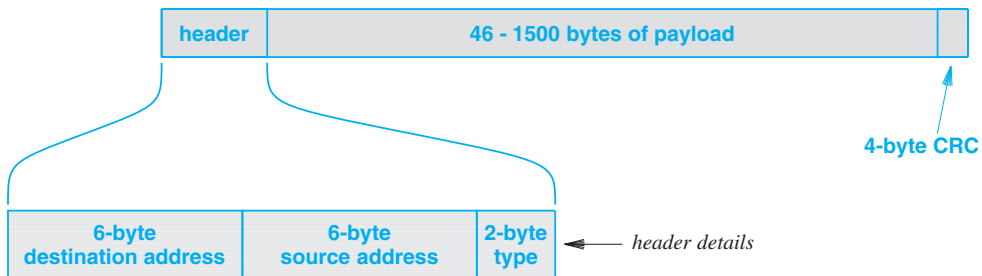 header
46 - 1500 bytes of payload
4-byte CRC
6-byte
destination address
6-byte
source address
2-byte
type
header details